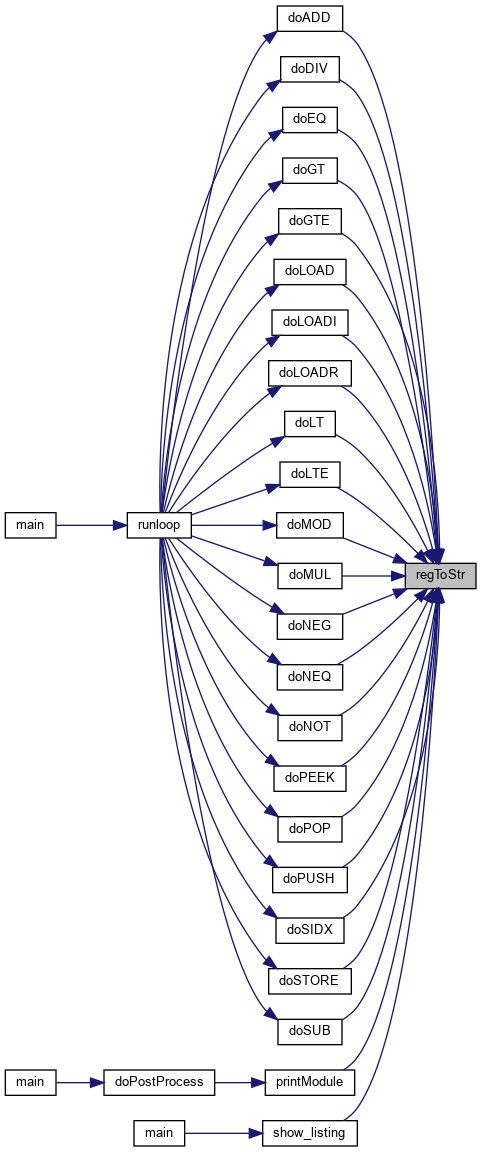 doADD
doDIV
doEQ
doGT
doGTE
doLOAD
doLOADI
doLOADR
doLT
doLTE
main
runloop
doMOD
doMUL
regToStr
doNEG
doNEQ
doNOT
doPEEK
doPOP
doPUSH
doSIDX
doSTORE
doSUB
main
doPostProcess
printModule
main
show_listing